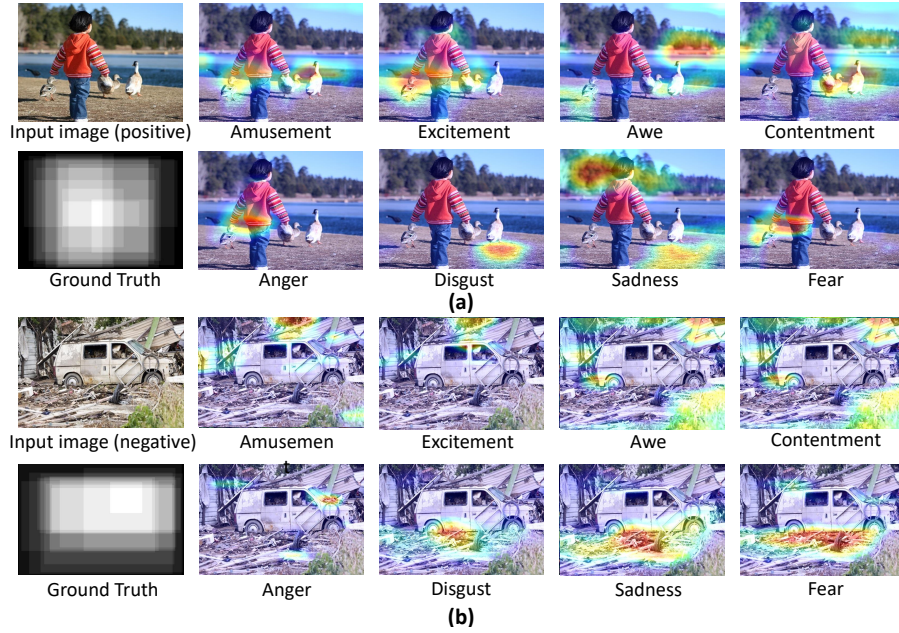 Input image (positive) Amusement Excitement Awe Contentment
Ground Truth Anger Disgust Sadness Fear
(a)
Input image (negative) Amusemen Excitement Awe Contentment
t
Ground Truth Anger Disgust Sadness Fear
(b)